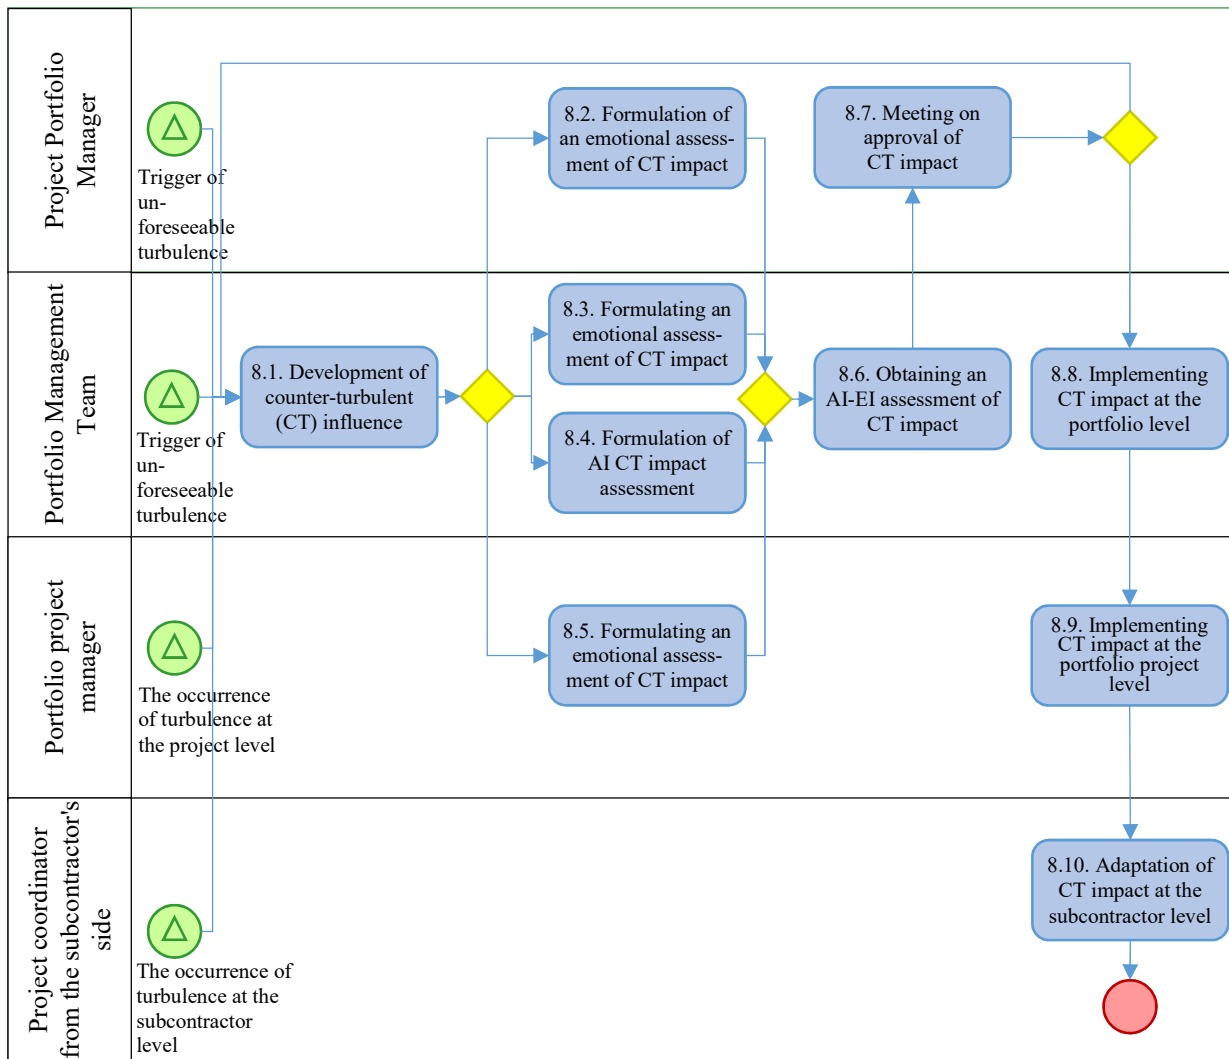 Project Portfolio
Manager
Trigger of
un-
foreseeable
turbulence
8.2. Formulation of
an emotional assess-
ment of CT impact
8.7. Meeting on
approval of
CT impact
Portfolio Management
Team
Trigger of
un-
foreseeable
turbulence
8.1. Development of
counter-turbulent
(CT) influence
8.3. Formulating an
emotional assess-
ment of CT impact
8.4. Formulation of
AI CT impact
assessment
8.6. Obtaining an
AI-EI assessment of
CT impact
8.8. Implementing
CT impact at the
portfolio level
Portfolio project
manager
The occurrence
of turbulence at
the project level
8.5. Formulating an
emotional assess-
ment of CT impact
8.9. Implementing
CT impact at the
portfolio project
level
Project coordinator
from the subcontractor's
side
The occurrence of
turbulence at the
subcontractor
level
8.10. Adaptation of
CT impact at the
subcontractor level